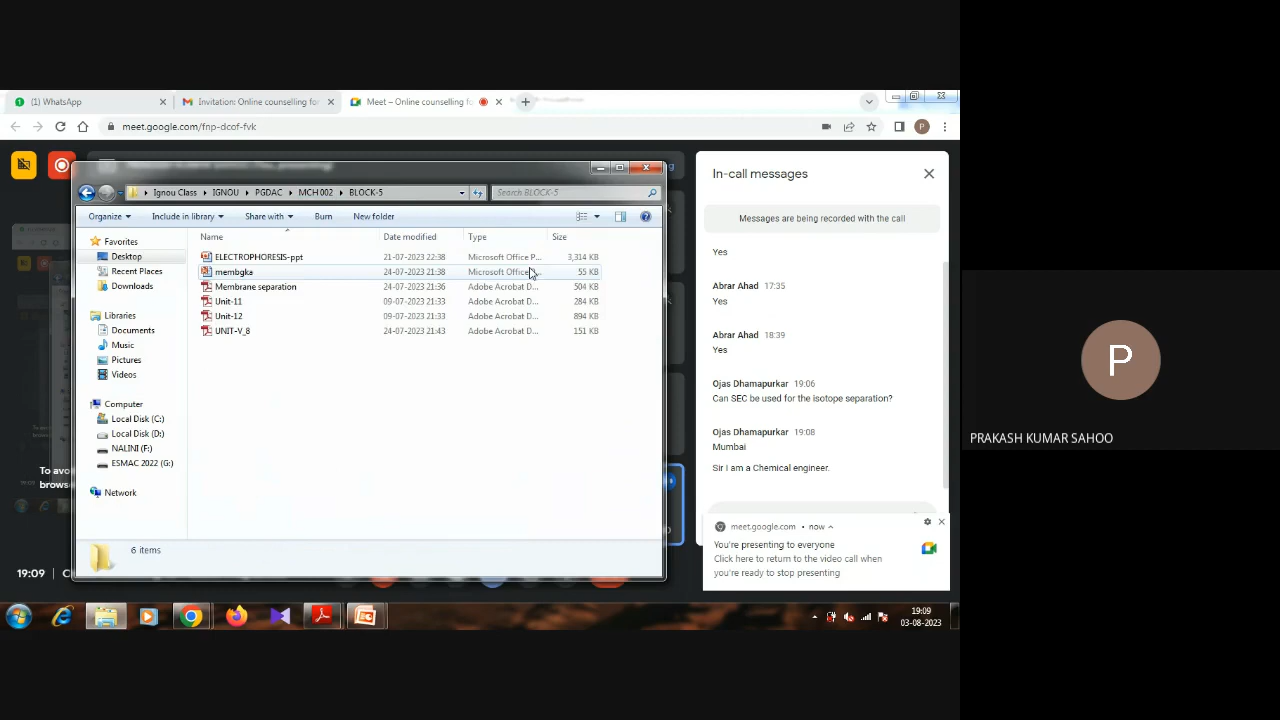 (1) WhatsApp
Invitation: Online counselling for
Meet – Online counselling fo
meet.google.com/fnp-dcof-fvk
Ignou Class
IGNOU
PGDAC
MCH 002
BLOCK-5
Search BLOCK-5
Organize
Include in library
Share with
Burn
New folder
Name
Date modified
Type
Size
Favorites
Desktop
Recent Places
Downloads
Libraries
Documents
Music
Pictures
Videos
Computer
Local Disk (C:)
Local Disk (D:)
NALINI (F:)
ESMAC 2022 (G:)
Network
ELECTROPHORESIS-ppt 21-07-2023 22:38 Microsoft Office P... 3,314 KB
membgka 24-07-2023 21:38 Microsoft Office 55 KB
Membrane separation 24-07-2023 21:36 Adobe Acrobat D... 504 KB
Unit-11 09-07-2023 21:33 Adobe Acrobat D... 284 KB
Unit-12 09-07-2023 21:33 Adobe Acrobat D... 894 KB
UNIT-V_8 24-07-2023 21:43 Adobe Acrobat D... 151 KB
6 items
To avo
brows
19:09
In-call messages
Messages are being recorded with the call
Yes
Abrar Ahad 17:35
Yes
Abrar Ahad 18:39
Yes
Ojas Dhamapurkar 19:06
Can SEC be used for the isotope separation?
Ojas Dhamapurkar 19:08
Mumbai
Sir I am a Chemical engineer.
meet.google.com • now
You're presenting to everyone
Click here to return to the video call when
you're ready to stop presenting
19:09
03-08-2023
P
PRAKASH KUMAR SAHOO